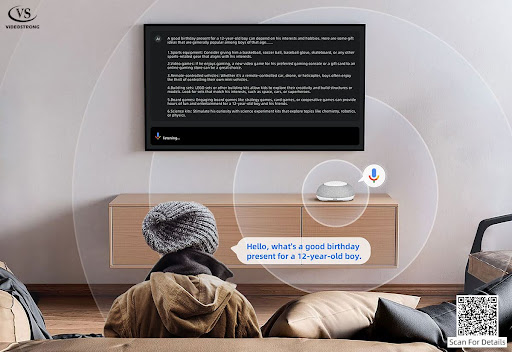 VS
VIDEOSTRONG
AI
A good birthday present for a 12-year-old boy can depend on his interests and hobbies. Here are some gift
ideas that are generally popular among boys of that age......
1.Sports equipment: Consider giving him a basketball, soccer ball, baseball glove, skateboard, or any other
sports-related gear that aligns with his interests.
2.Video games: If he enjoys gaming, a new video game for his preferred gaming console or a gift card to an
online gaming store can be a great choice.
3.Remote-controlled vehicles: Whether it's a remote-controlled car, drone, or helicopter, boys often enjoy
the thrill of controlling their own mini vehicles.
4.Building sets: LEGO sets or other building kits allow kids to explore their creativity and build structures or
models. Look for sets that match his interests, such as space, cars, or superheroes.
5.Board games: Engaging board games like strategy games, card games, or cooperative games can provide
hours of fun and entertainment for a 12-year-old boy and his friends.
6.Science kits: Stimulate his curiosity with science experiment kits that explore topics like chemistry, robotics,
or physics.
listening...
Hello, what's a good birthday
present for a 12-year-old boy.
Scan For Details